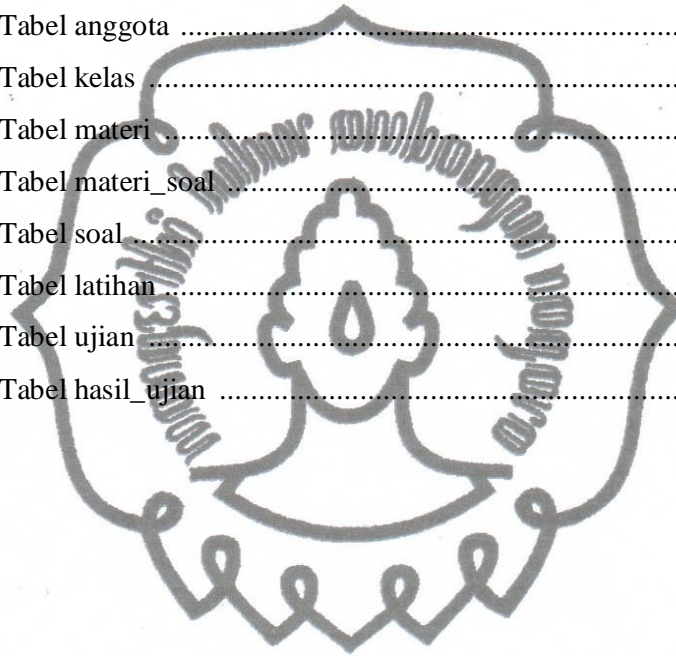 Tabel anggota ........................................................
Tabel kelas ..............................................................
Tabel materi ............................................................
Tabel materi_soal ..................................................
Tabel soal ................................................................
Tabel latihan ...........................................................
Tabel ujian ..............................................................
Tabel hasil_ujian ...................................................